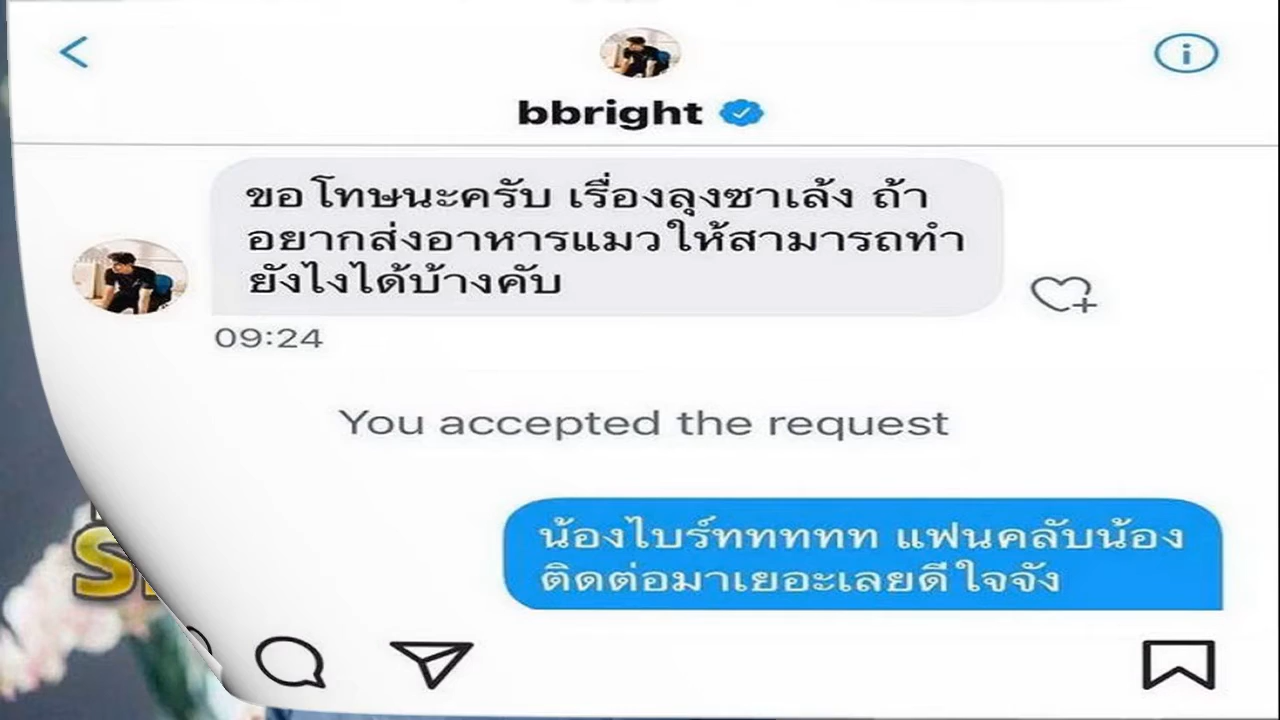 bbright
ขอโทษนะครับ เรื่องลุงซาเล้ง ถ้า
อยากส่งอาหารแมวให้สามารถทำ
ยังไงได้บ้างคับ
09:24
You accepted the request
น้องไบร์ททททท แฟนคลับน้อง
ติดต่อมาเยอะเลยดีใจจัง